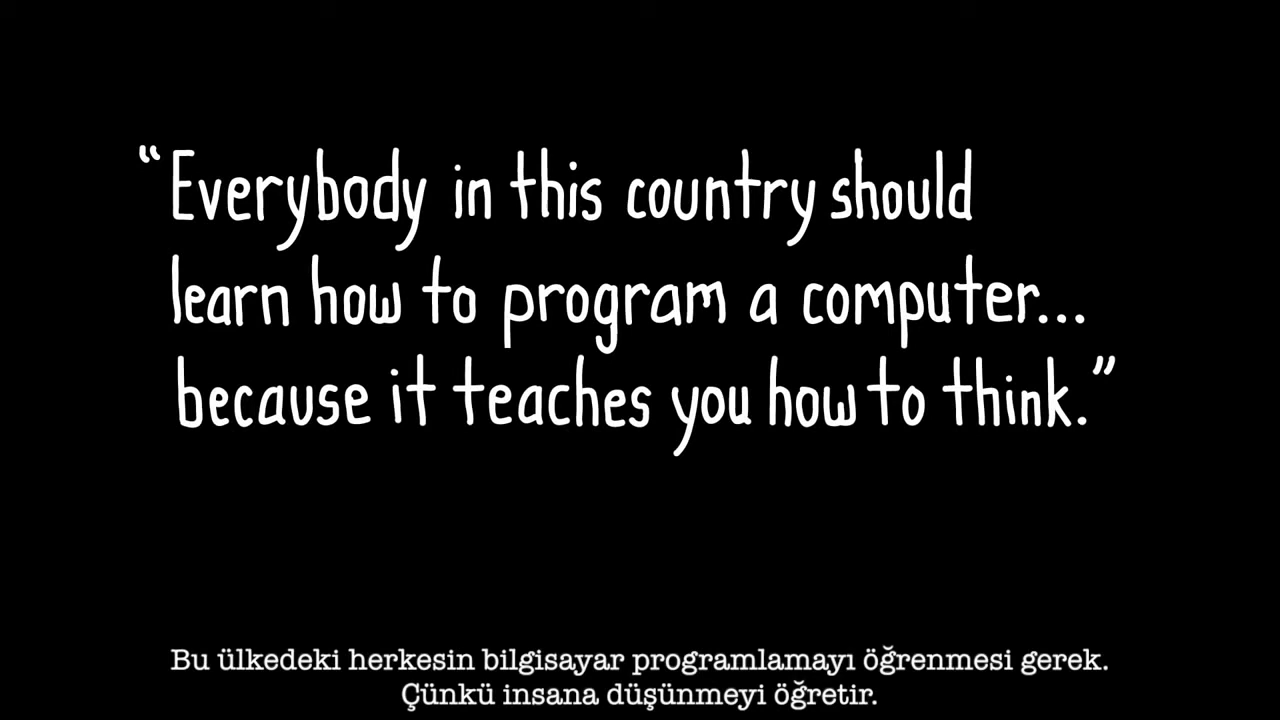 “Everybody in this country should
learn how to program a computer...
because it teaches you how to think.”
Bu ülkedeki herkesin bilgisayar programlamayı öğrenmesi gerek.
Çünkü insana düşünmeyi öğretir.